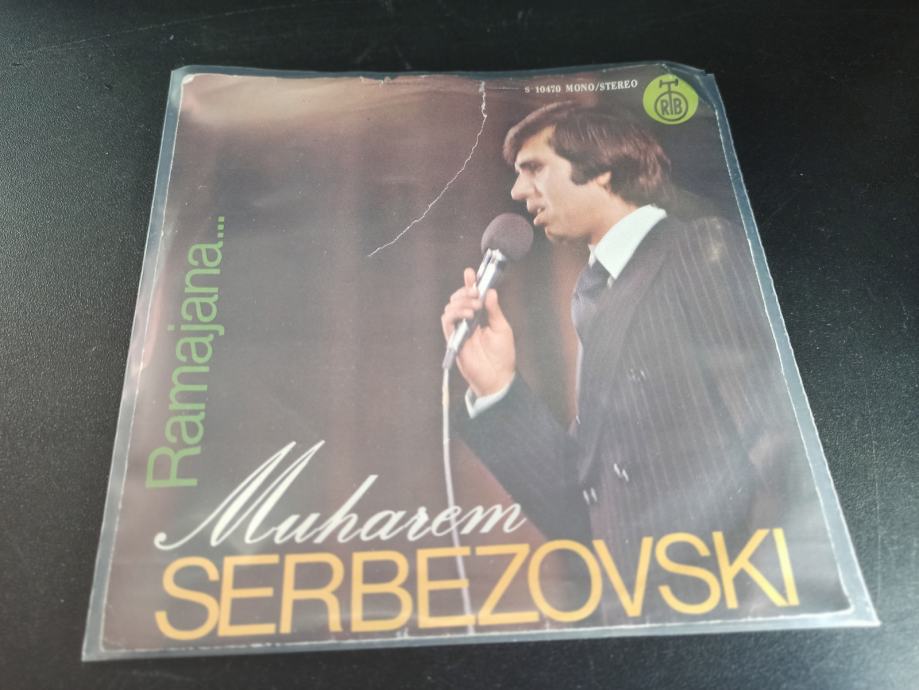 S 10470 MONO/STEREO
RTB
Ramajana...
Muharem
SERBEZOVSKI